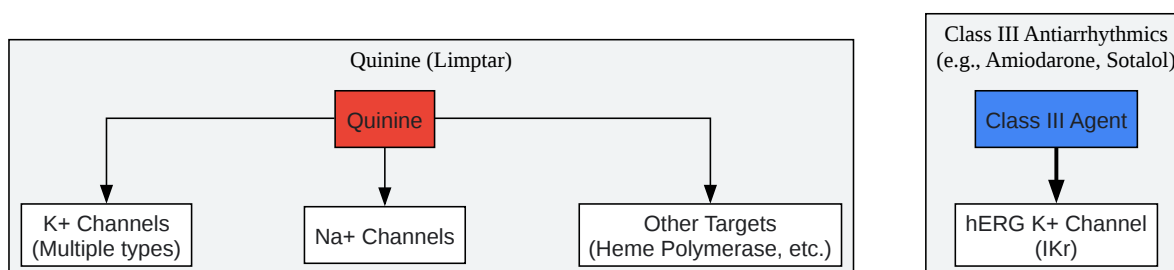 Quinine (Limptar)
Quinine
K+ Channels
(Multiple types)
Na+ Channels
Other Targets
(Heme Polymerase, etc.)
Class III Antiarrhythmics
(e.g., Amiodarone, Sotalol)
Class III Agent
hERG K+ Channel
(IKr)